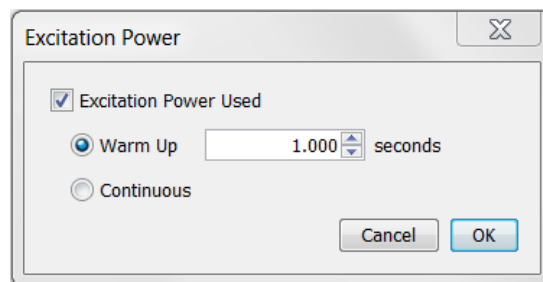 Excitation Power
Excitation Power Used
Warm Up 1.000 seconds
Continuous
Cancel OK